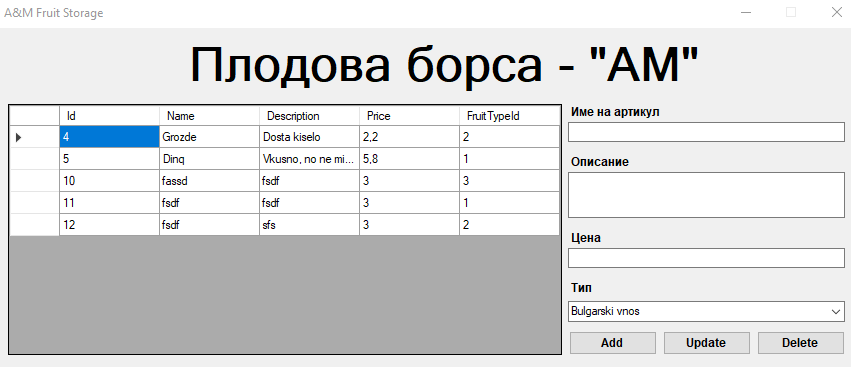 A&M Fruit Storage
Плодова борса - "АМ"
Id Name Description Price FruitTypeId
4 Grozde Dosta kiselo 2,2 2
5 Dinq Vkusno, no ne mi... 5,8 1
10 fassd fsdf 3 3
11 fsdf fsdf 3 1
12 fsdf sfs 3 2
Име на артикул
Описание
Цена
Тип
Bulgarski vnos
Add Update Delete